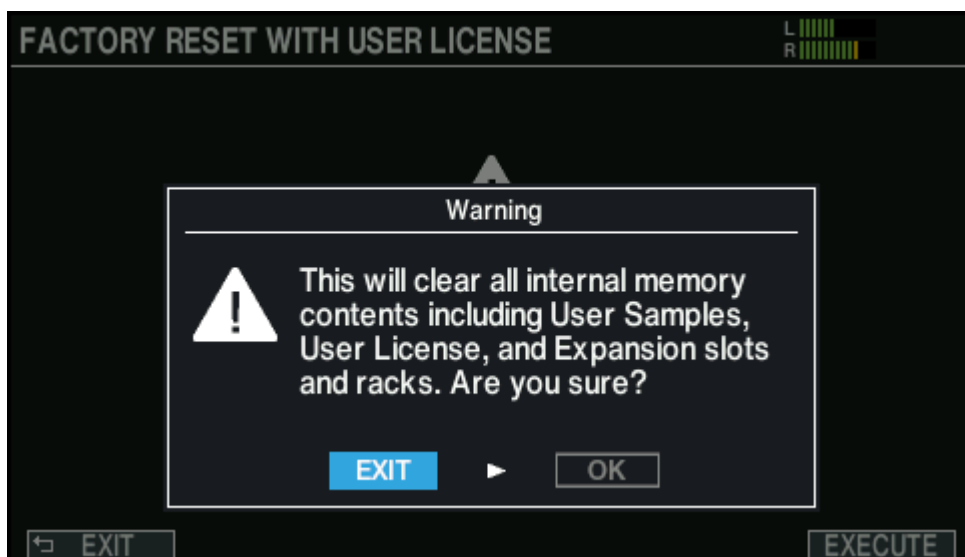 FACTORY RESET WITH USER LICENSE
L
R
Warning
This will clear all internal memory
contents including User Samples,
User License, and Expansion slots
and racks. Are you sure?
EXIT
OK
EXIT
EXECUTE